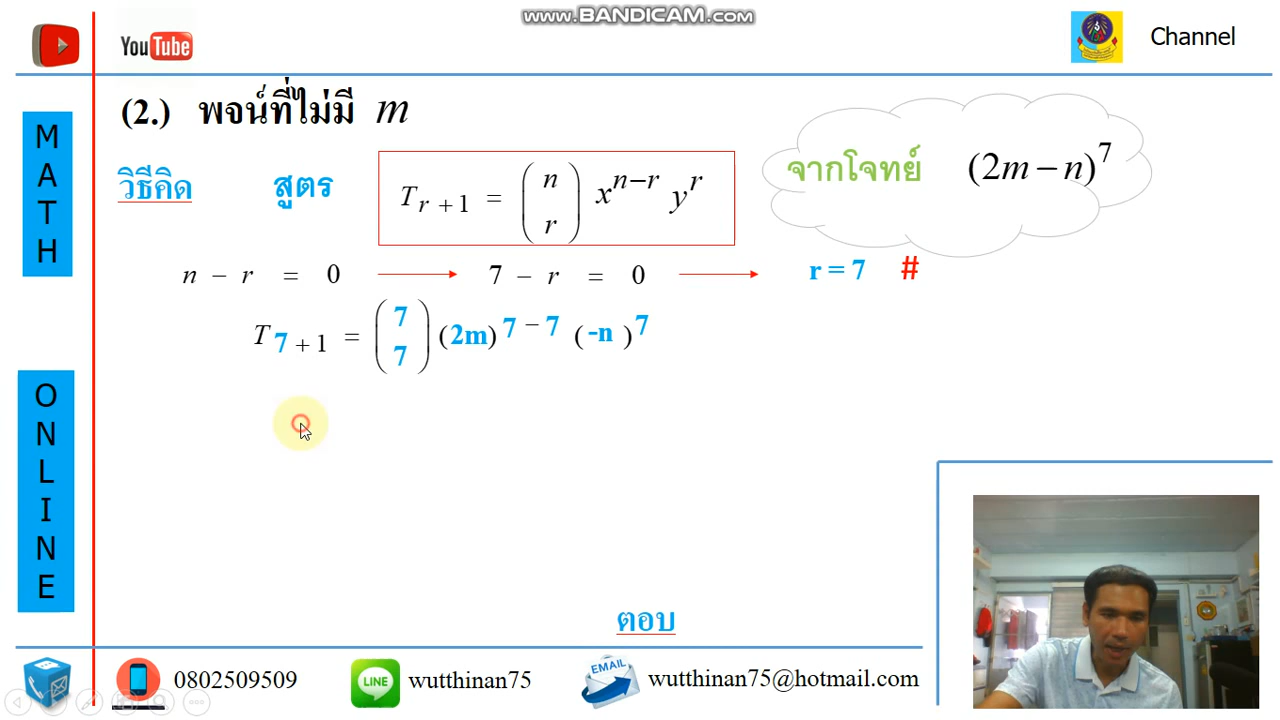 www.BANDICAM.com
YouTube
Channel
MATH
ONLINE
(2.) พจน์ที่ไม่มี m
วิธีคิด สูตร T r + 1 = ( n r ) x^{n−r} y^r
จากโจทย์ (2m − n)^7
n − r = 0 → 7 − r = 0 → r = 7 #
T 7 + 1 = ( 7 7 ) (2m)^{7 − 7} (-n)^7
ตอบ
0802509509
LINE
wutthinan75
EMAIL
wutthinan75@hotmail.com